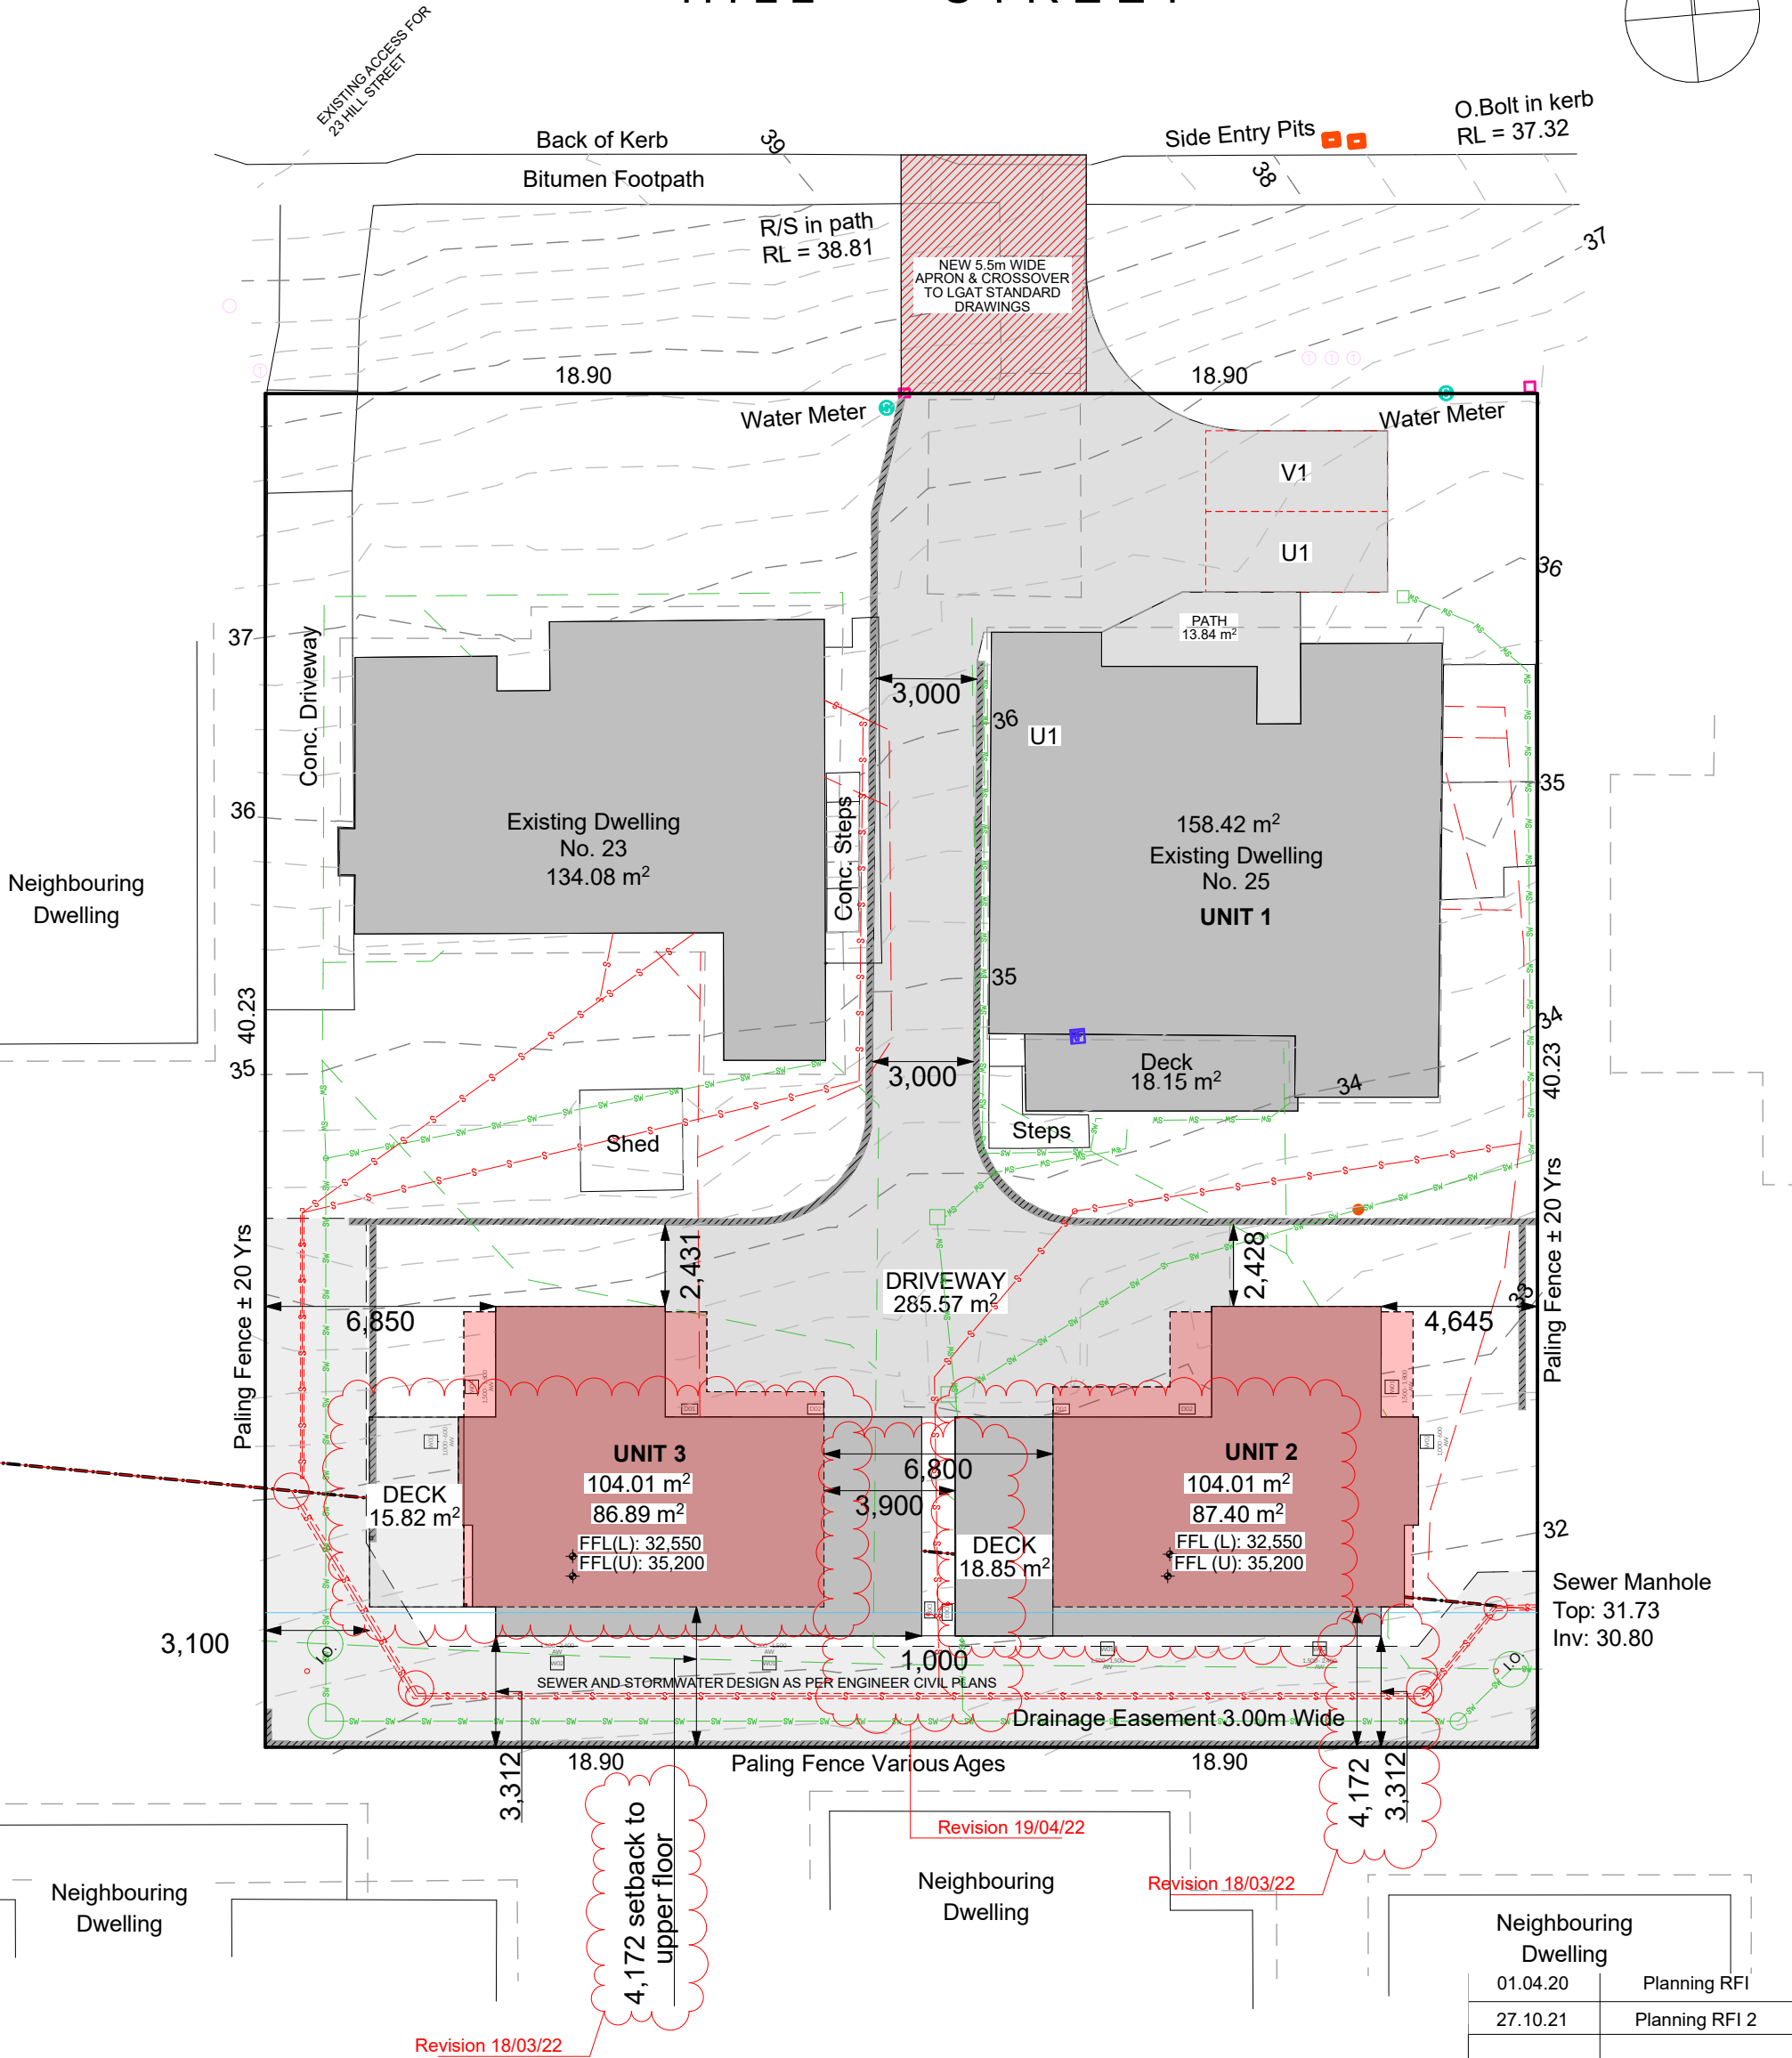 HILL STREET
EXISTING ACCESS FOR
23 HILL STREET
Back of Kerb
39
Side Entry Pits
O.Bolt in kerb
RL = 37.32
Bitumen Footpath
38
R/S in path
RL = 38.81
37
NEW 5.5m WIDE
APRON & CROSSOVER
TO LGAT STANDARD
DRAWINGS
18.90
18.90
Water Meter
Water Meter
V1
U1
36
PATH
13.84 m²
37
Conc. Driveway
3,000
36
U1
35
36
Existing Dwelling
No. 23
134.08 m²
Conc. Steps
158.42 m²
Existing Dwelling
No. 25
UNIT 1
Neighbouring
Dwelling
35
34
40.23
40.23
35
3,000
Deck
18.15 m²
34
Shed
Steps
Paling Fence ± 20 Yrs
Paling Fence ± 20 Yrs
2,431
2,428
DRIVEWAY
285.57 m²
33
6,850
4,645
UNIT 3
104.01 m²
86.89 m²
FFL(L): 32,550
FFL(U): 35,200
6,800
3,900
UNIT 2
104.01 m²
87.40 m²
FFL (L): 32,550
FFL (U): 35,200
DECK
15.82 m²
DECK
18.85 m²
32
Sewer Manhole
Top: 31.73
Inv: 30.80
3,100
I.O
I.O
1,000
SEWER AND STORMWATER DESIGN AS PER ENGINEER CIVIL PLANS
Drainage Easement 3.00m Wide
18.90
Paling Fence Various Ages
18.90
3,312
4,172
3,312
4,172 setback to
upper floor
Revision 19/04/22
Revision 18/03/22
Revision 18/03/22
Neighbouring
Dwelling
Neighbouring
Dwelling
Neighbouring
Dwelling
01.04.20 Planning RFI
27.10.21 Planning RFI 2